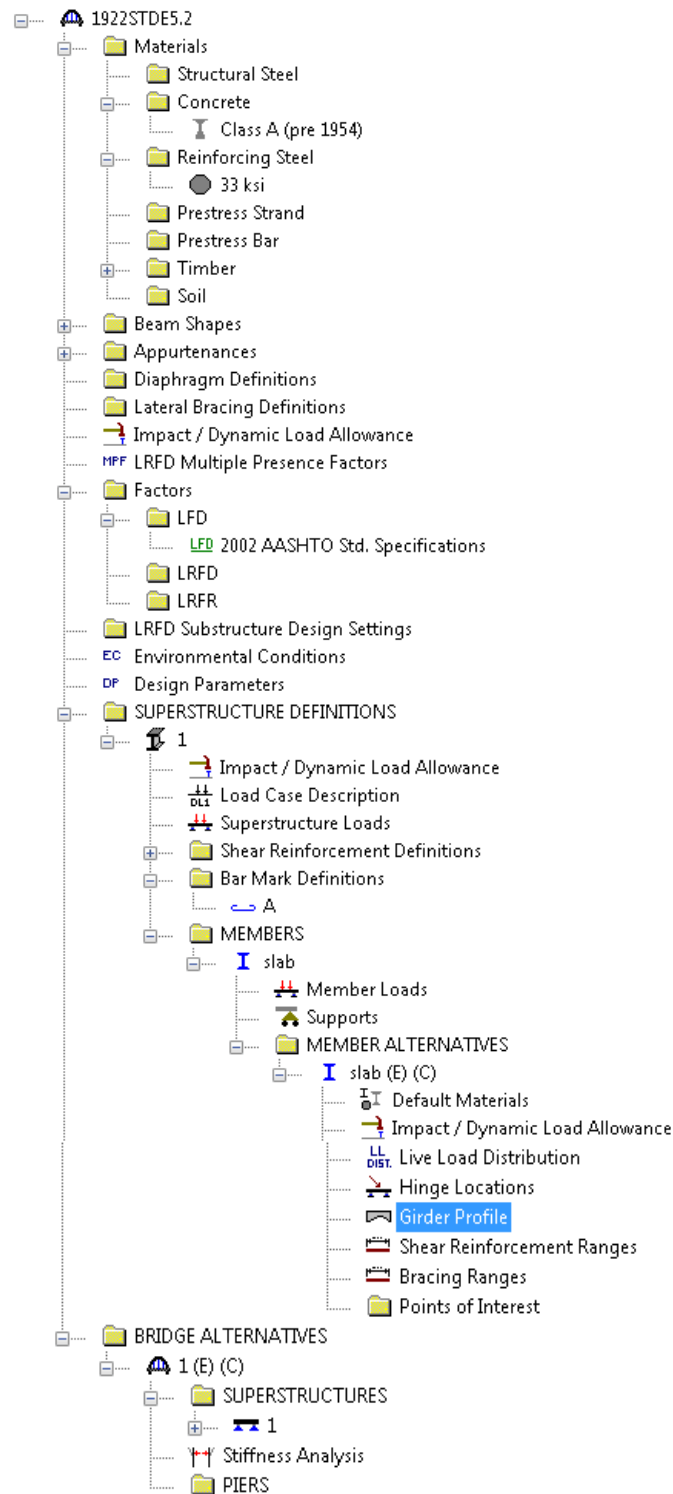 1922STDE5.2
Materials
Structural Steel
Concrete
Class A (pre 1954)
Reinforcing Steel
33 ksi
Prestress Strand
Prestress Bar
Timber
Soil
Beam Shapes
Appurtenances
Diaphragm Definitions
Lateral Bracing Definitions
Impact / Dynamic Load Allowance
MPF LRFD Multiple Presence Factors
Factors
LFD
LFD 2002 AASHTO Std. Specifications
LRFD
LRFR
LRFD Substructure Design Settings
EC Environmental Conditions
DP Design Parameters
SUPERSTRUCTURE DEFINITIONS
1
Impact / Dynamic Load Allowance
DL1 Load Case Description
Superstructure Loads
Shear Reinforcement Definitions
Bar Mark Definitions
A
MEMBERS
slab
Member Loads
Supports
MEMBER ALTERNATIVES
slab (E) (C)
Default Materials
Impact / Dynamic Load Allowance
LL DIST. Live Load Distribution
Hinge Locations
Girder Profile
Shear Reinforcement Ranges
Bracing Ranges
Points of Interest
BRIDGE ALTERNATIVES
1 (E) (C)
SUPERSTRUCTURES
1
Stiffness Analysis
PIERS